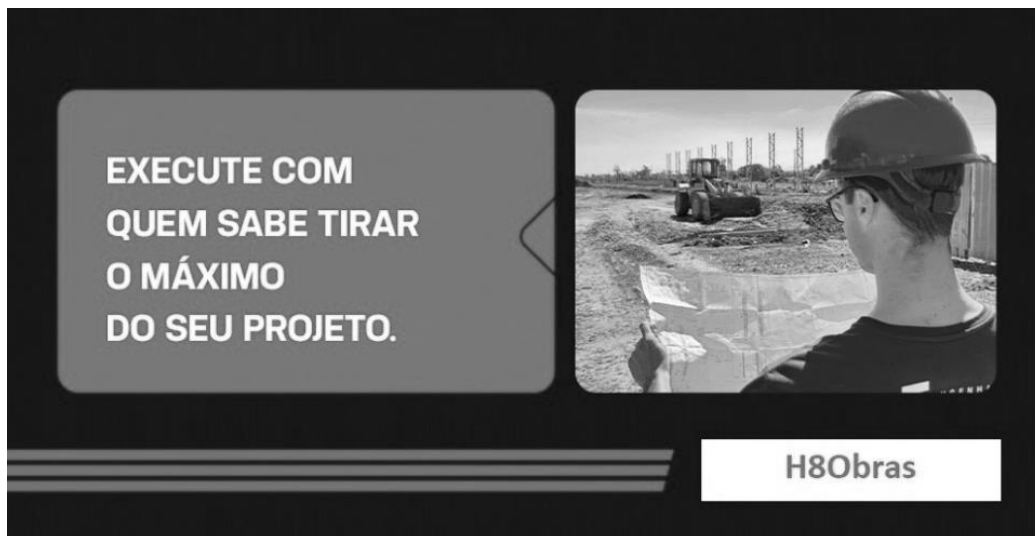 EXECUTE COM
QUEM SABE TIRAR
O MÁXIMO
DO SEU PROJETO.
H8Obras